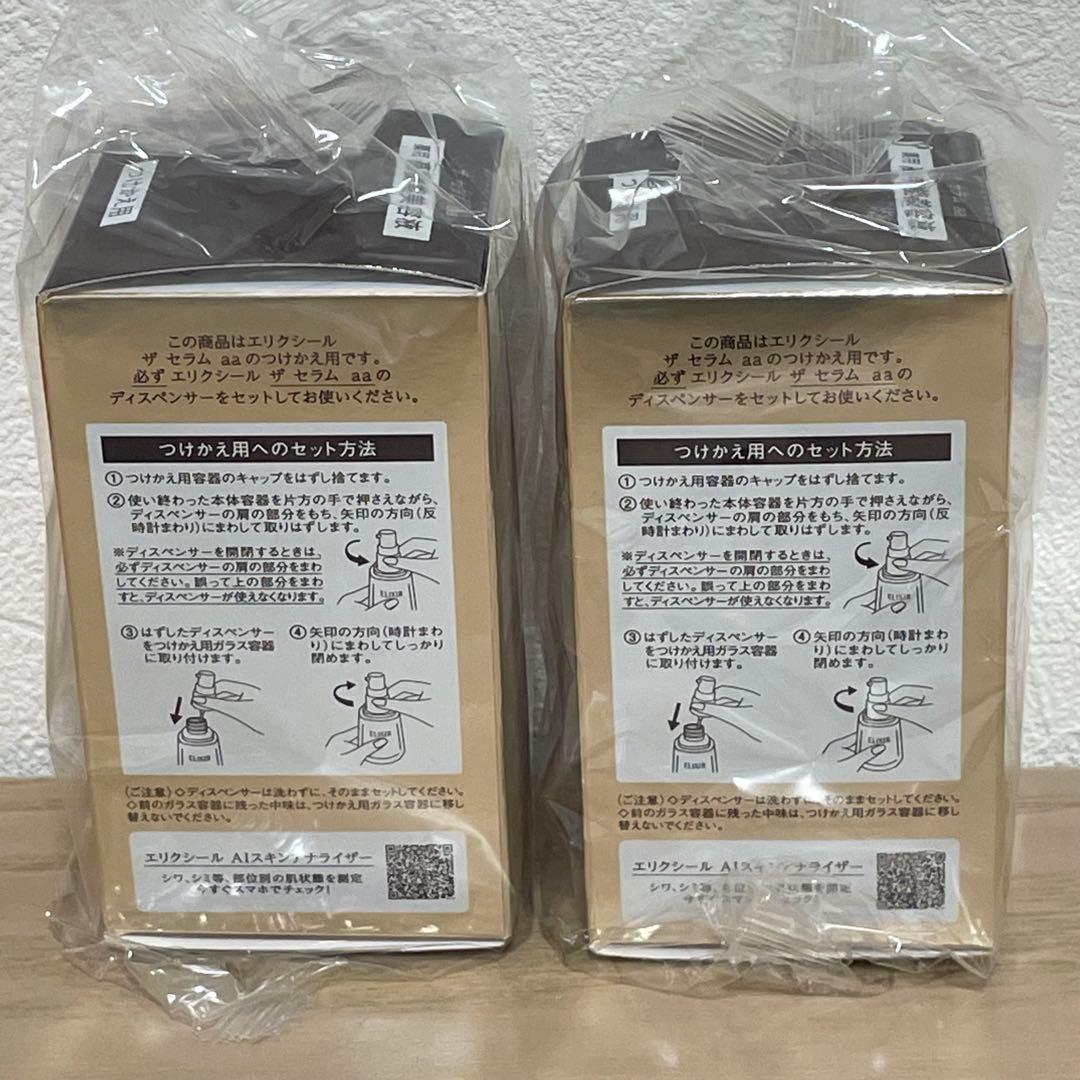 つけかえ用
この商品はエリクシール
ザ セラム aaのつけかえ用です。
必ず エリクシール ザ セラム aaの
ディスペンサーをセットしてお使いください。
つけかえ用へのセット方法
①つけかえ用容器のキャップをはずし捨てます。
②使い終わった本体容器を片方の手で押さえながら、
ディスペンサーの肩の部分をもち、矢印の方向(反
時計まわり)にまわして取りはずします。
※ディスペンサーを開閉するときは、
必ずディスペンサーの肩の部分をまわ
してください。誤って上の部分をまわ
すと、ディスペンサーが使えなくなります。
ELIXIR
③はずしたディスペンサー
をつけかえ用ガラス容器
に取り付けます。
④矢印の方向(時計まわ
り)にまわしてしっかり
閉めます。
ELIXIR
ELIXIR
(ご注意)◇ディスペンサーは洗わずに、そのままセットしてください。
◇前のガラス容器に残った中味は、つけかえ用ガラス容器に移し
替えないでください。
エリクシール AIスキンアナライザー
シワ、シミ等、部位別の肌状態を測定
今すぐスマホでチェック!
この商品はエリクシール
ザ セラム aaのつけかえ用です。
必ず エリクシール ザ セラム aaの
ディスペンサーをセットしてお使いください。
つけかえ用へのセット方法
①つけかえ用容器のキャップをはずし捨てます。
②使い終わった本体容器を片方の手で押さえながら、
ディスペンサーの肩の部分をもち、矢印の方向(反
時計まわり)にまわして取りはずします。
※ディスペンサーを開閉するときは、
必ずディスペンサーの肩の部分をまわ
してください。誤って上の部分をまわ
すと、ディスペンサーが使えなくなります。
ELIXIR
③はずしたディスペンサー
をつけかえ用ガラス容器
に取り付けます。
④矢印の方向(時計まわ
り)にまわしてしっかり
閉めます。
ELIXIR
ELIXIR
(ご注意)◇ディスペンサーは洗わずに、そのままセットしてください。
◇前のガラス容器に残った中味は、つけかえ用ガラス容器に移し
替えないでください。
エリクシール AIスキンアナライザー
シワ、シミ等、部位別の肌状態を測定
今すぐスマホでチェック!